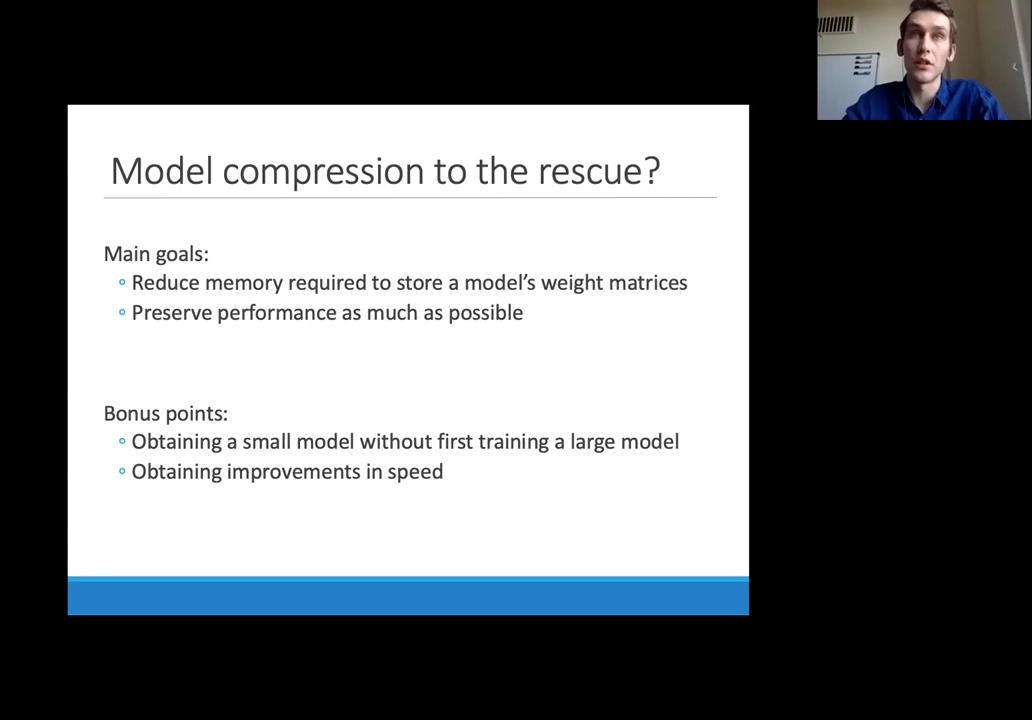 Model compression to the rescue?
Main goals:
◦ Reduce memory required to store a model's weight matrices
◦ Preserve performance as much as possible
Bonus points:
◦ Obtaining a small model without first training a large model
◦ Obtaining improvements in speed